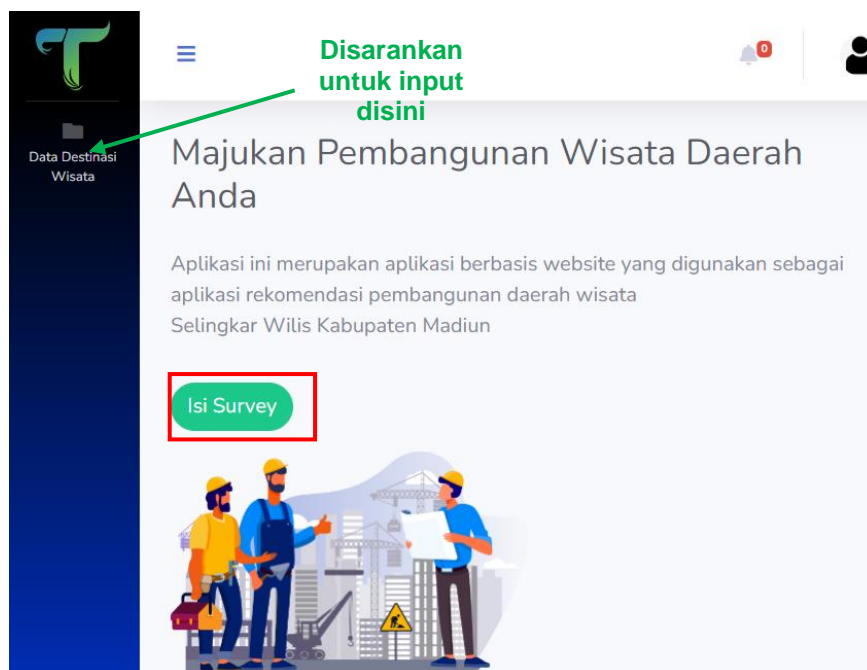 Disarankan
untuk input
disini
0
Data Destinasi
Wisata
Majukan Pembangunan Wisata Daerah
Anda
Aplikasi ini merupakan aplikasi berbasis website yang digunakan sebagai
aplikasi rekomendasi pembangunan daerah wisata
Selingkar Wilis Kabupaten Madiun
Isi Survey